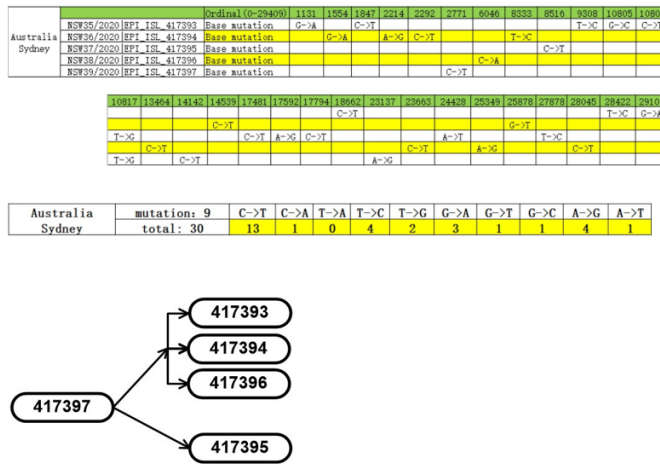 Ordinal(0-29409) 1131 1554 1847 2214 2292 2771 6046 8333 8516 9308 10805
Australia Sydney
NSW35/2020|EPI_ISL_417393 Base mutation G->A C->T T->C G->C C->T
NSW36/2020|EPI_ISL_417394 Base mutation G->A A->G C->T T->C
NSW37/2020|EPI_ISL_417395 Base mutation C->T
NSW38/2020|EPI_ISL_417396 Base mutation C->A
NSW39/2020|EPI_ISL_417397 Base mutation C->T
10817 13464 14142 14539 17481 17592 17794 18662 23137 23663 24428 25349 25878 27878 28045 28422 2910
C->T T->C G->A
C->T G->T
T->G C->T A->G C->T A->T T->C
C->T C->T A->G C->T
T->G C->T A->G
Australia Sydney
mutation: 9 C->T C->A T->A T->C T->G G->A G->T G->C A->G A->T
total: 30 13 1 0 4 2 3 1 1 4 1
417393
417394
417396
417397
417395